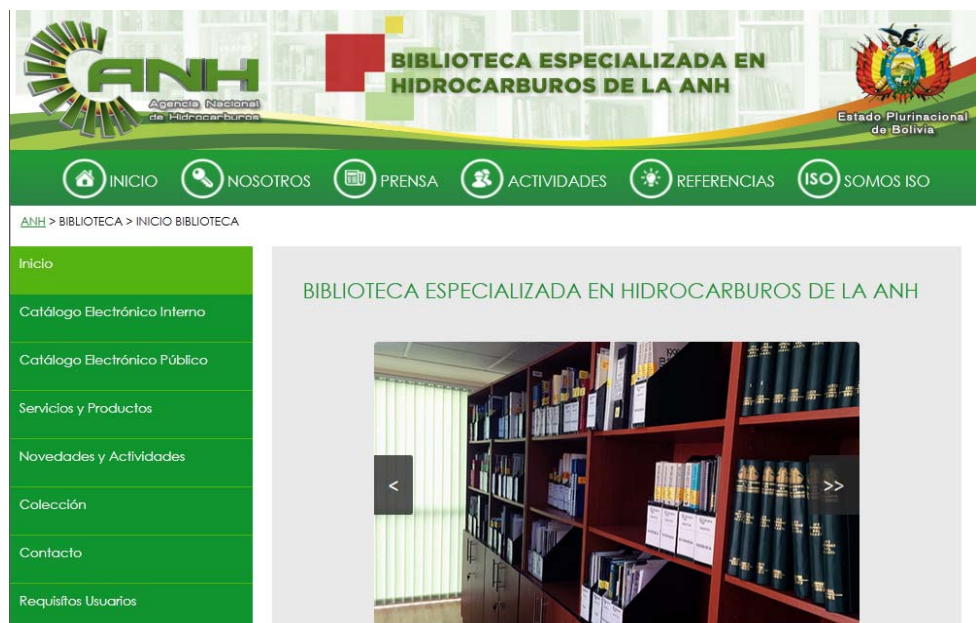 ANH
Agencia Nacional
de Hidrocarburos
BIBLIOTECA ESPECIALIZADA EN
HIDROCARBUROS DE LA ANH
Estado Plurinacional
de Bolivia
INICIO
NOSOTROS
PRENSA
ACTIVIDADES
REFERENCIAS
ISO SOMOS ISO
ANH > BIBLIOTECA > INICIO BIBLIOTECA
Inicio
Catálogo Electrónico Interno
Catálogo Electrónico Público
Servicios y Productos
Novedades y Actividades
Colección
Contacto
Requisitos Usuarios
BIBLIOTECA ESPECIALIZADA EN HIDROCARBUROS DE LA ANH
<
>>